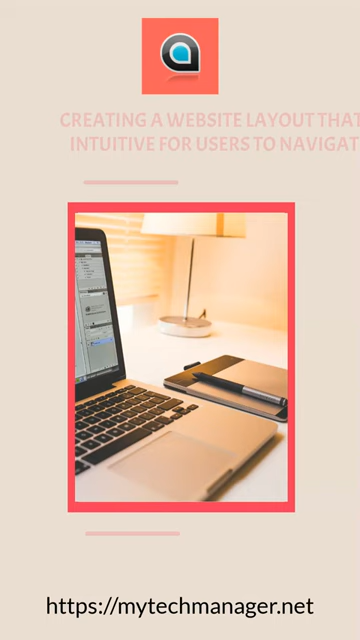 CREATING A WEBSITE LAYOUT THAT
INTUITIVE FOR USERS TO NAVIGAT
https://mytechmanager.net